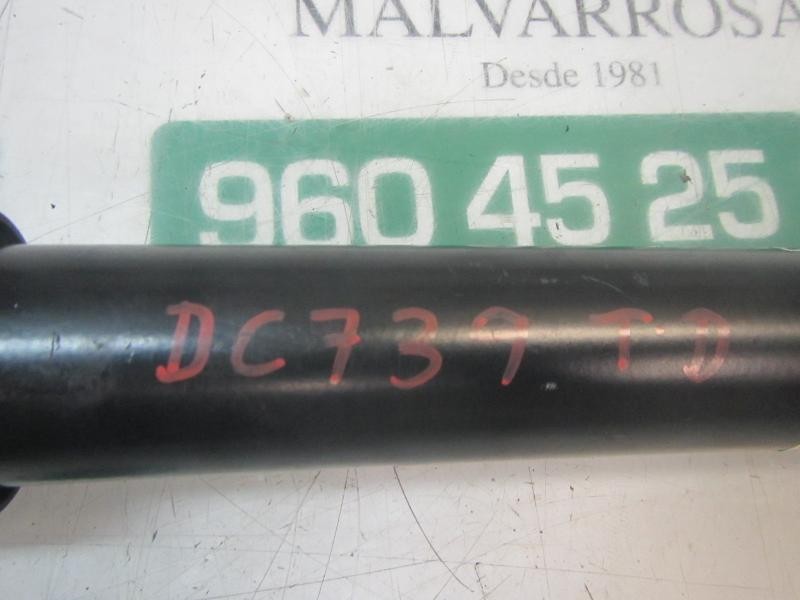 MALVARROSA
Desde 1981
960 45 25
DC739 TD